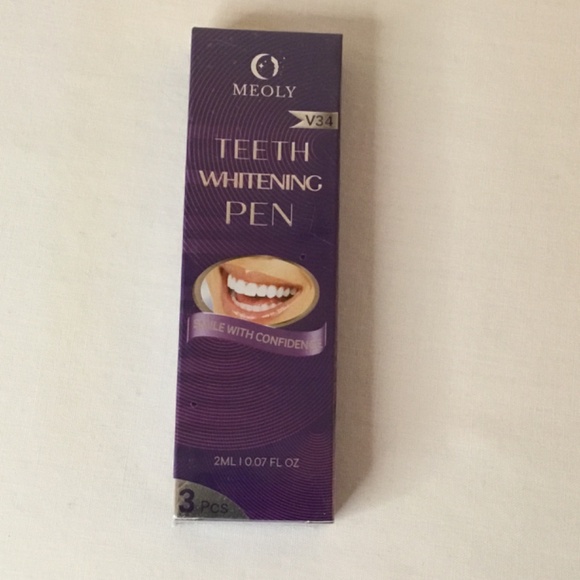 MEOLY
V34
TEETH
WHITENING
PEN
SMILE WITH CONFIDENCE
2ML I 0.07 FL OZ
3 Pcs